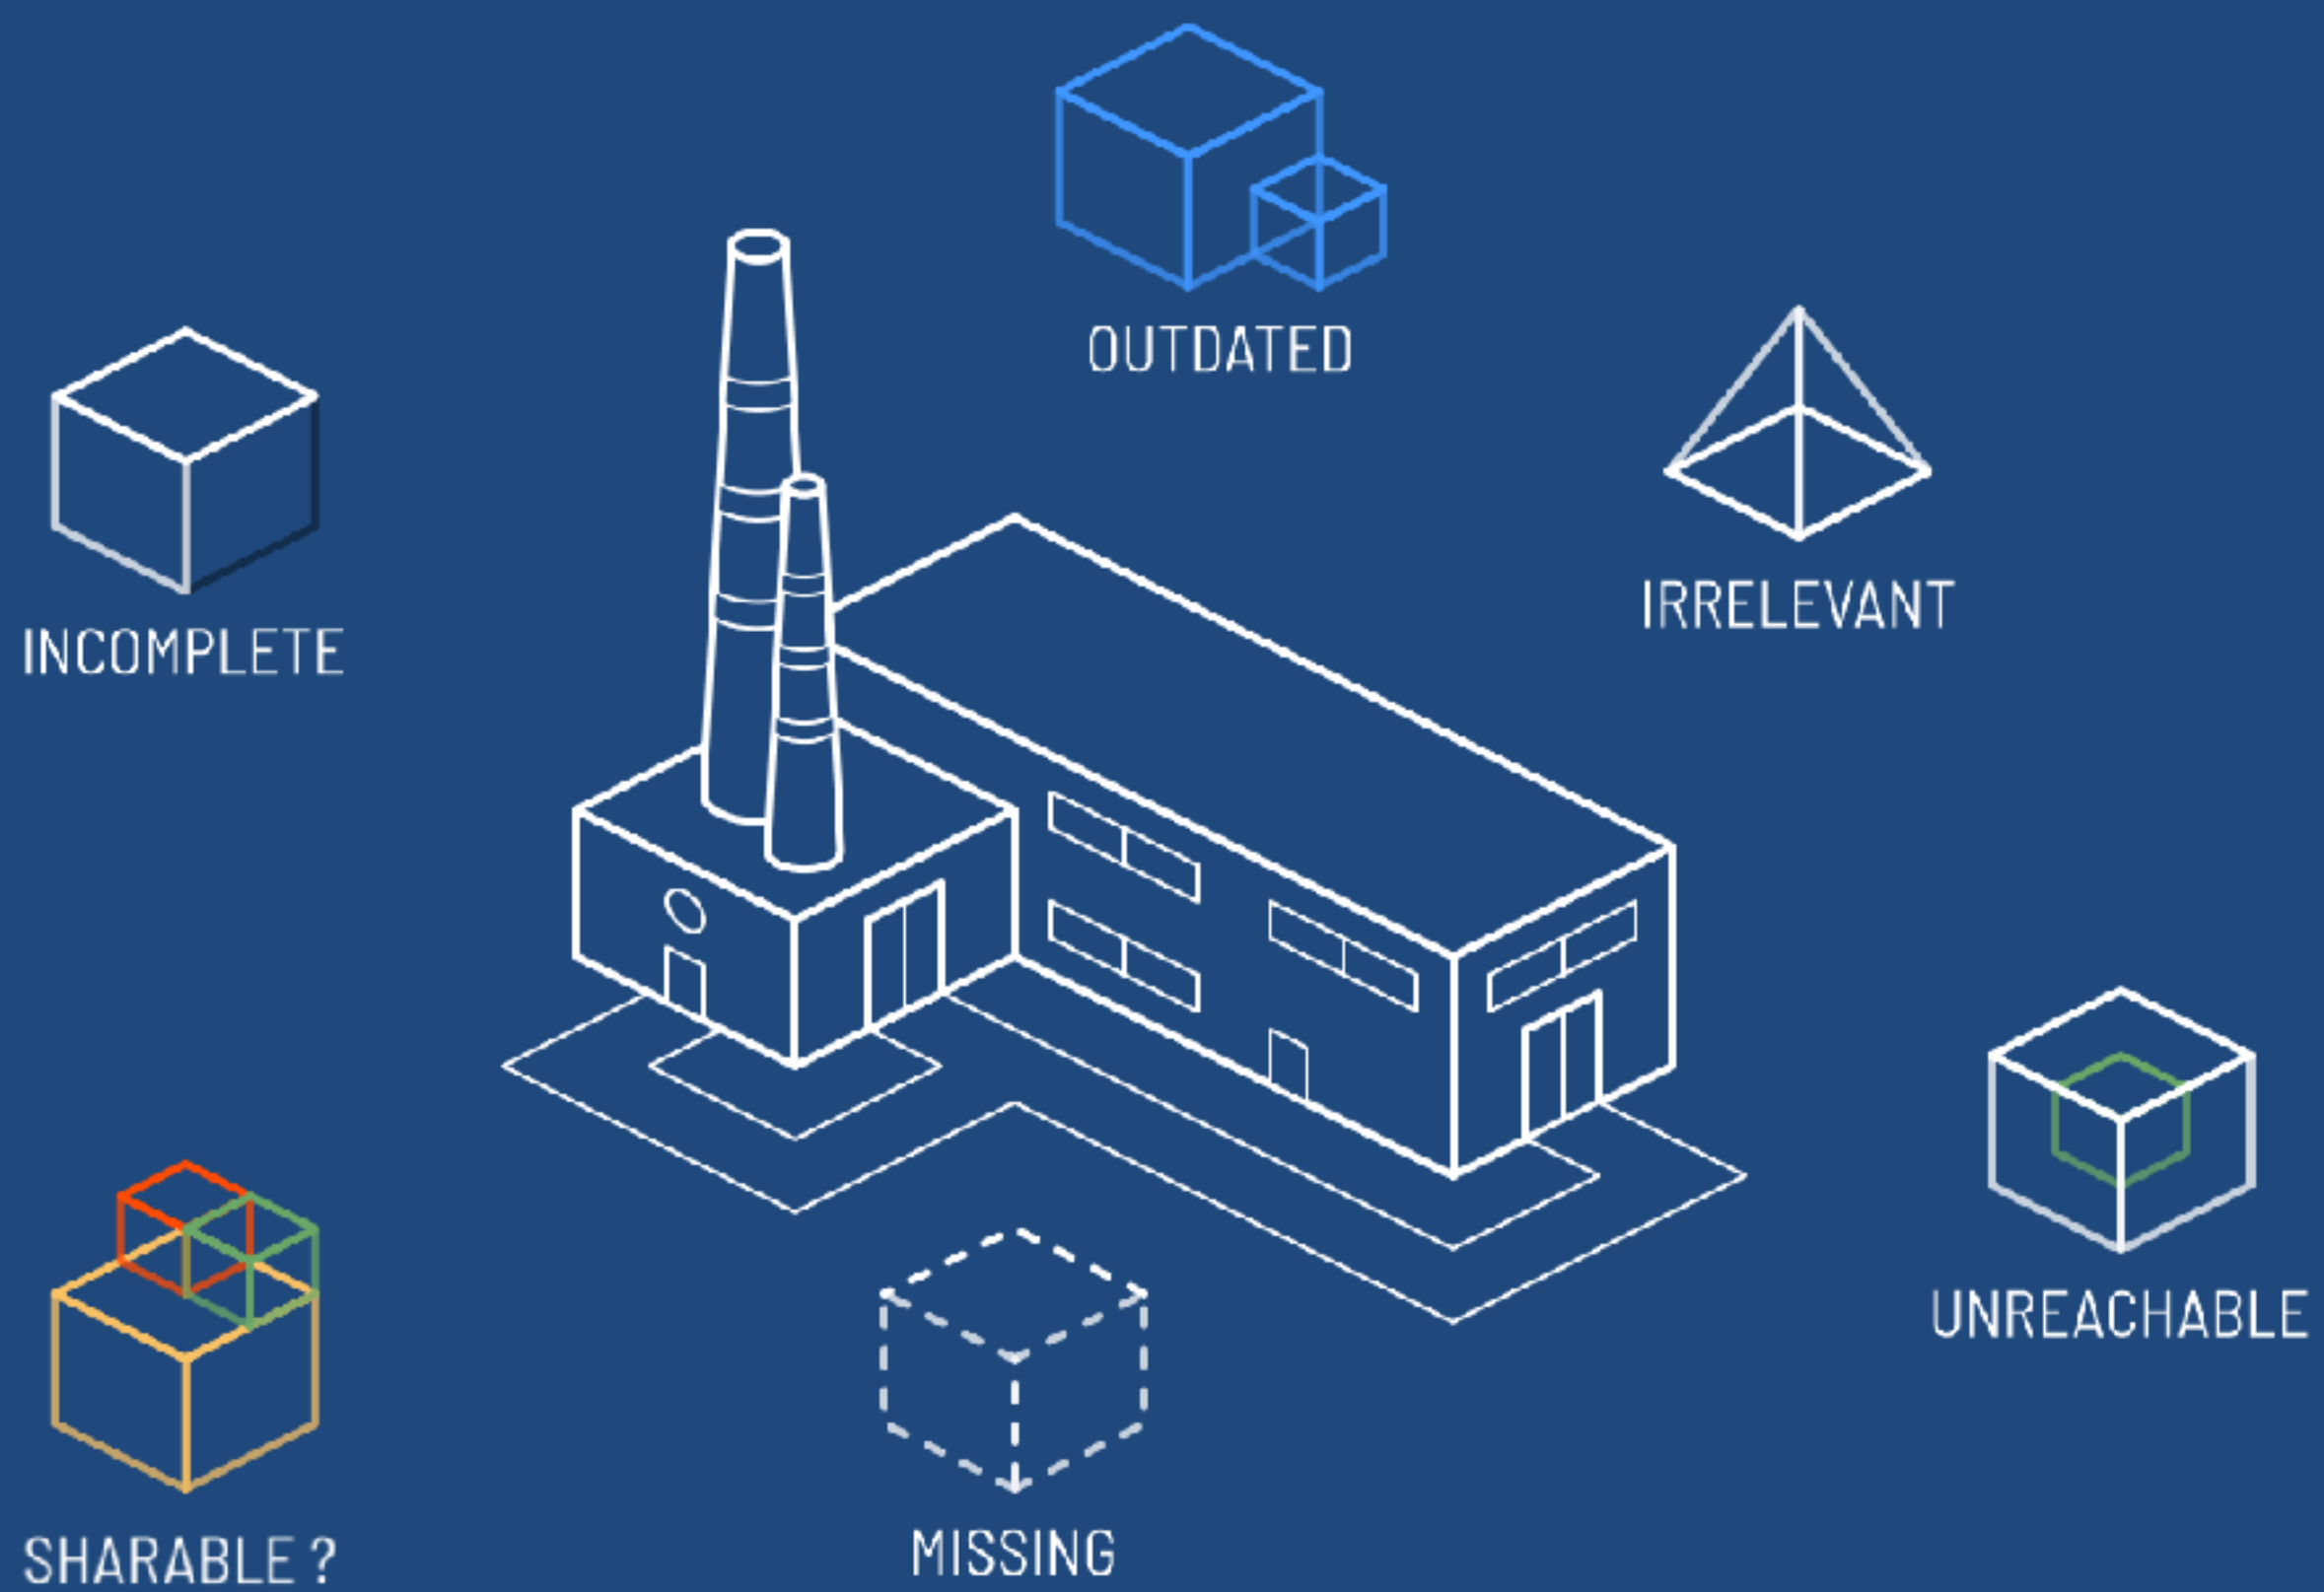 OUTDATED
IRRELEVANT
INCOMPLETE
UNREACHABLE
SHARABLE ?
MISSING